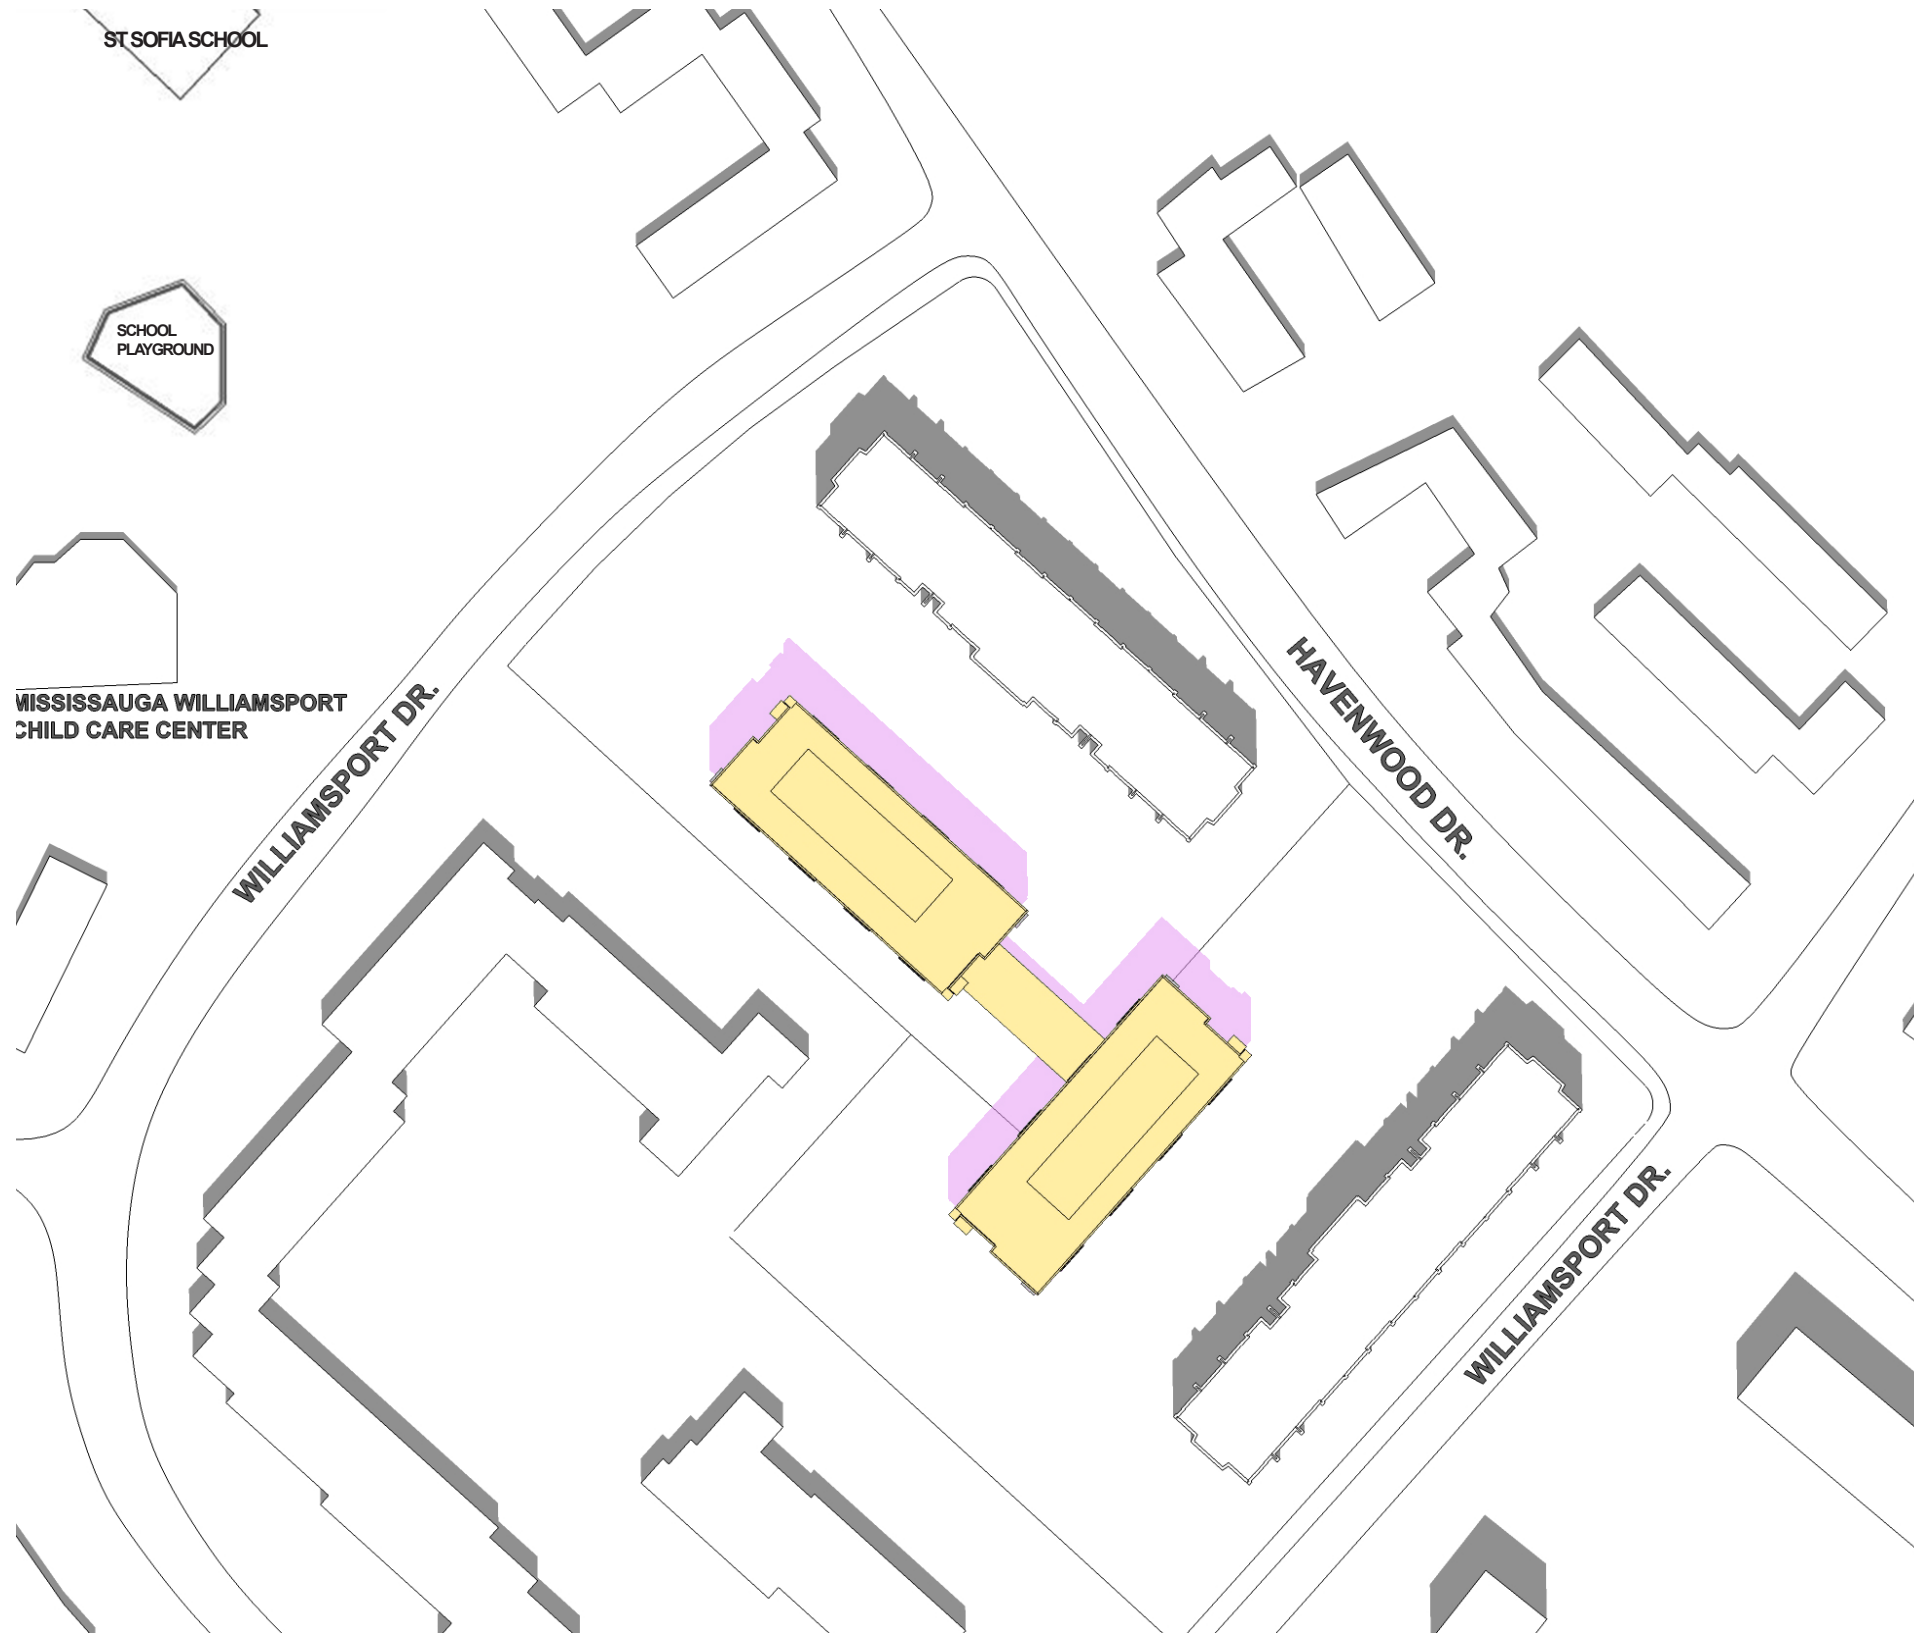 ST SOFIA SCHOOL
SCHOOL
PLAYGROUND
MISSISSAUGA WILLIAMSPORT
CHILD CARE CENTER
WILLIAMSPORT DR.
HAVENWOOD DR.
WILLIAMSPORT DR.